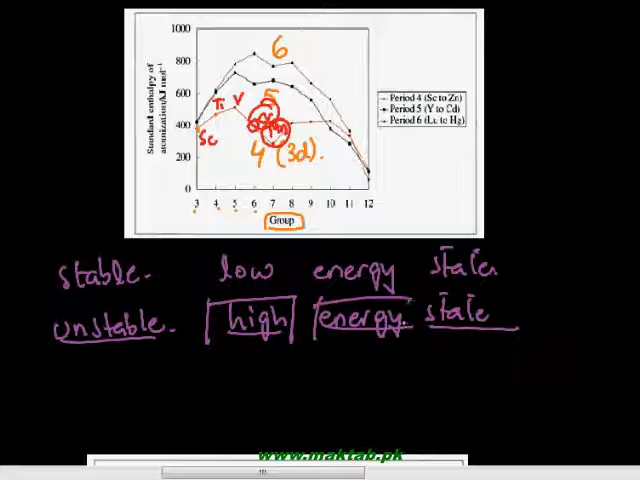 1000
800
600
400
200
0
Standard enthalpy of
atomization/kJ mol⁻¹
6
5
4 (3d).
Sc
Ti
V
Cr
Mn
3 4 5 6 7 8 9 10 11 12
Group
Period 4 (Sc to Zn)
Period 5 (Y to Cd)
Period 6 (Lu to Hg)
stable. low energy state
unstable. high energy. state
www.maktab.pk